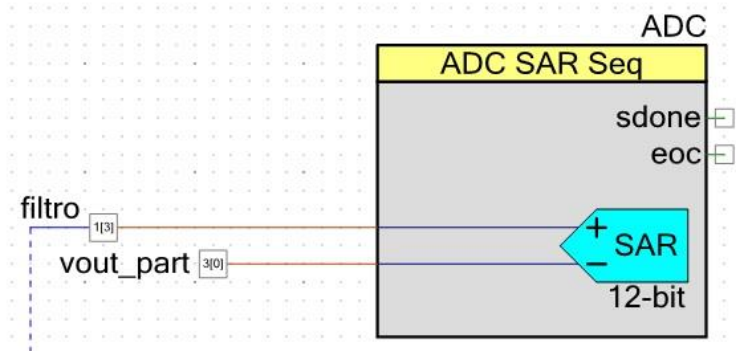 ADC
ADC SAR Seq
sdone
eoc
filtro 1[3]
+
vout_part 3[0]
−
SAR
12-bit